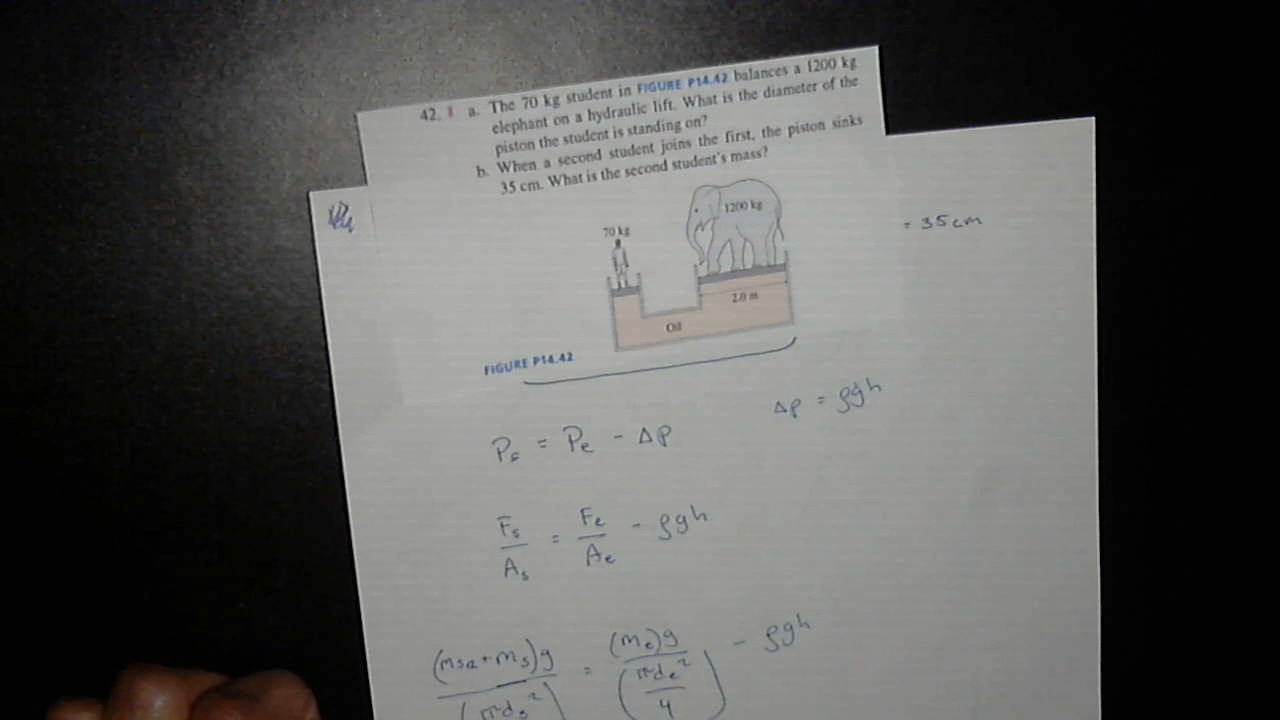 42. a. The 70 kg student in FIGURE P14.42 balances a 1200 kg
elephant on a hydraulic lift. What is the diameter of the
piston the student is standing on?
b. When a second student joins the first, the piston sinks
35 cm. What is the second student's mass?
70 kg
1200 kg
= 35cm
2.0 m
Oil
FIGURE P14.42
Δp = ρgh
Ps = Pe - Δp
Fs/As = Fe/Ae - ρgh
(msa+ms)g/(πds²) = (me)g/(πde²/4) - ρgh